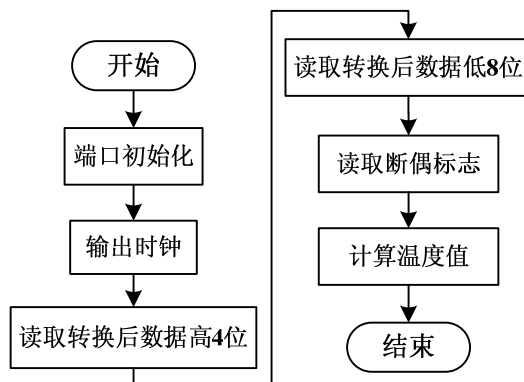 开始
端口初始化
输出时钟
读取转换后数据高4位
读取转换后数据低8位
读取断偶标志
计算温度值
结束